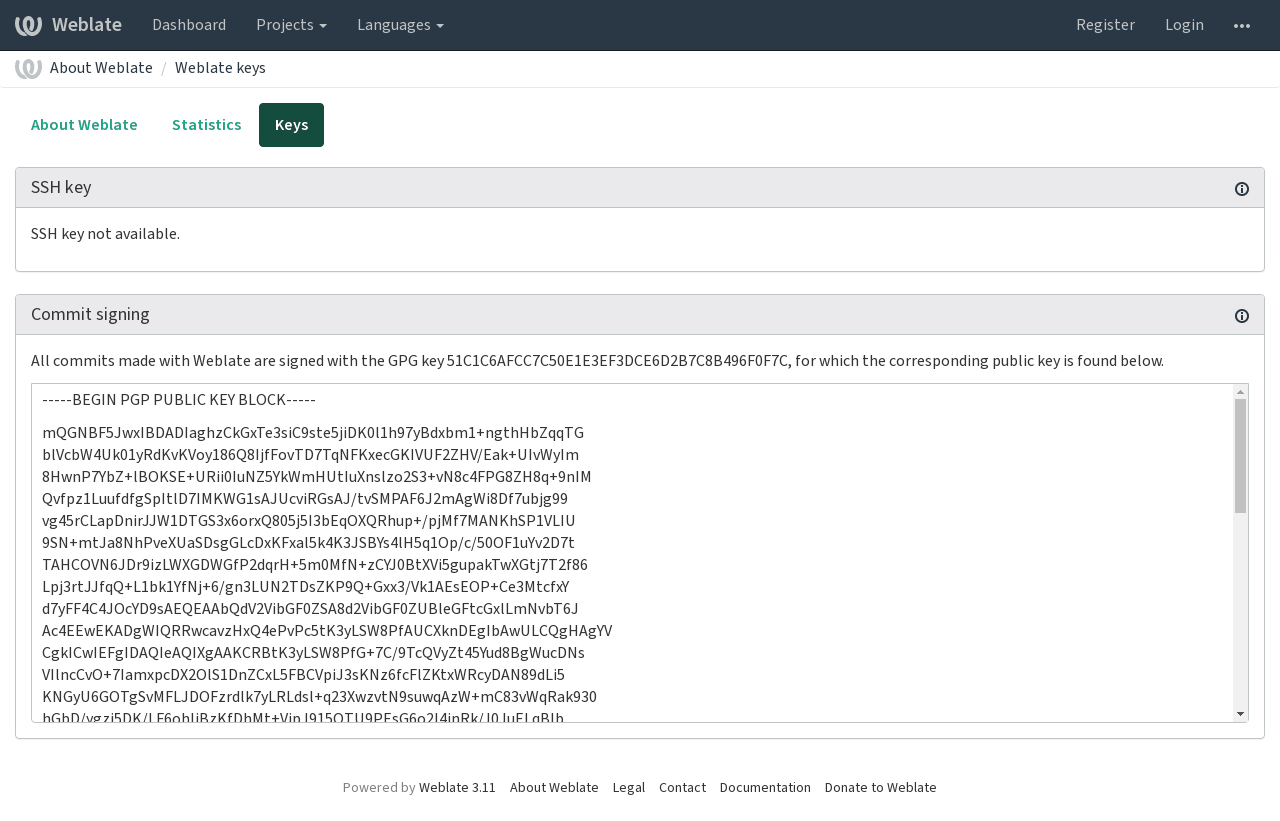 Weblate Dashboard Projects Languages Register Login
About Weblate / Weblate keys
About Weblate Statistics Keys
SSH key
SSH key not available.
Commit signing
All commits made with Weblate are signed with the GPG key 51C1C6AFCC7C50E1E3EF3DCE6D2B7C8B496F0F7C, for which the corresponding public key is found below.
-----BEGIN PGP PUBLIC KEY BLOCK-----
mQGNBF5JwxIBDADIaghzCkGxTe3siC9ste5jiDK0l1h97yBdxbm1+ngthHbZqqTG
blVcbW4Uk01yRdKvKVoy186Q8IjfFovTD7TqNFKxecGKIVUF2ZHV/Eak+UIvWyIm
8HwnP7YbZ+lBOKSE+URii0IuNZ5YkWmHUtIuXnslzo2S3+vN8c4FPG8ZH8q+9nIM
Qvfpz1LuufdfgSpItlD7IMKWG1sAJUcviRGsAJ/tvSMPAF6J2mAgWi8Df7ubjg99
vg45rCLapDnirJJW1DTGS3x6orxQ805j5I3bEqOXQRhup+/pjMf7MANKhSP1VLIU
9SN+mtJa8NhPveXUaSDsgGLcDxKFxal5k4K3JSBYs4lH5q1Op/c/50OF1uYv2D7t
TAHCOVN6JDr9izLWXGDWGfP2dqrH+5m0MfN+zCYJ0BtXVi5gupakTwXGtj7T2f86
Lpj3rtJJfqQ+L1bk1YfNj+6/gn3LUN2TDsZKP9Q+Gxx3/Vk1AEsEOP+Ce3MtcfxY
d7yFF4C4JOcYD9sAEQEAAbQdV2VibGF0ZSA8d2VibGF0ZUBleGFtcGxlLmNvbT6J
Ac4EEwEKADgWIQRRwcavzHxQ4ePvPc5tK3yLSW8PfAUCXknDEgIbAwULCQgHAgYV
CgkICwIEFgIDAQIeAQIXgAAKCRBtK3yLSW8PfG+7C/9TcQVyZt45Yud8BgWucDNs
VIlncCvO+7IamxpcDX2OlS1DnZCxL5FBCVpiJ3sKNz6fcFlZKtxWRcyDAN89dLi5
KNGyU6GOTgSvMFLJDOFzrdlk7yLRLdsl+q23XwzvtN9suwqAzW+mC83vWqRak930
Powered by Weblate 3.11 About Weblate Legal Contact Documentation Donate to Weblate